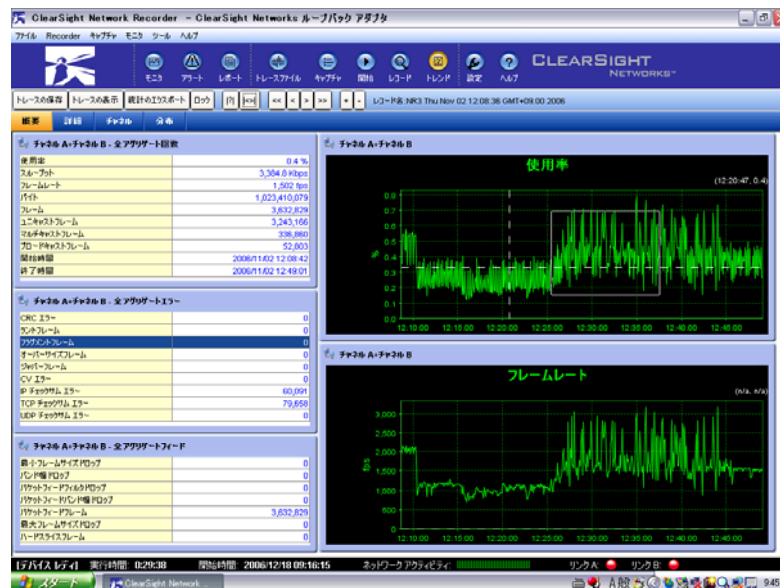 ClearSight Network Recorder - ClearSight Networks ループバック アダプタ
ファイル Recorder キャプチャ モニタ ツール ヘルプ
モニタ アラート レポート トレースファイル キャプチャ 開始 レコード トレンド 設定 ヘルプ
CLEARSIGHT
NETWORKS
トレースの保存 トレースの表示 統計のエクスポート ロック << < > >> + - レコード名:NR3 Thu Nov 02 12:08:36 GMT+09:00 2006
概要 詳細 チャネル 分布
チャネル A+チャネル B - 全アグリゲート回数
使用率 0.4 %
スループット 3,384.8 Kbps
フレームレート 1,502 fps
バイト 1,023,410,079
フレーム 3,632,829
ユニキャストフレーム 3,243,166
マルチキャストフレーム 336,860
ブロードキャストフレーム 52,803
開始時間 2006/11/02 12:08:42
終了時間 2006/11/02 12:49:01
チャネル A+チャネル B - 全アグリゲートエラー
CRC エラー 0
ラントフレーム 0
フラグメントフレーム 0
オーバーサイズフレーム 0
ジャバーフレーム 0
CV エラー 0
IP チェックサム エラー 60,091
TCP チェックサム エラー 79,658
UDP チェックサム エラー 0
チャネル A+チャネル B - 全アグリゲートフィード
最小フレームサイズドロップ 0
バンド幅ドロップ 0
パケットフィードフィルタドロップ 0
パケットフィードバンド幅ドロップ 0
パケットフィードフレーム 3,632,829
最大フレームサイズドロップ 0
ハードスライスフレーム 0
チャネル A+チャネル B
使用率
(12:20:47, 0.4)
%
0.8
0.7
0.6
0.5
0.4
0.3
0.2
0.1
0.0
12:10:00 12:15:00 12:20:00 12:25:00 12:30:00 12:35:00 12:40:00 12:45:00
チャネル A+チャネル B
フレームレート
(n/a, n/a)
fps
3,000
2,500
2,000
1,500
1,000
500
0
12:10:00 12:15:00 12:20:00 12:25:00 12:30:00 12:35:00 12:40:00 12:45:00
[デバイス レディ] 実行時間: 0:29:38 開始時間: 2006/12/18 09:16:15 ネットワーク アクティビティ: リンク A: リンク B:
スタート ClearSight Network ... A 般 9:45